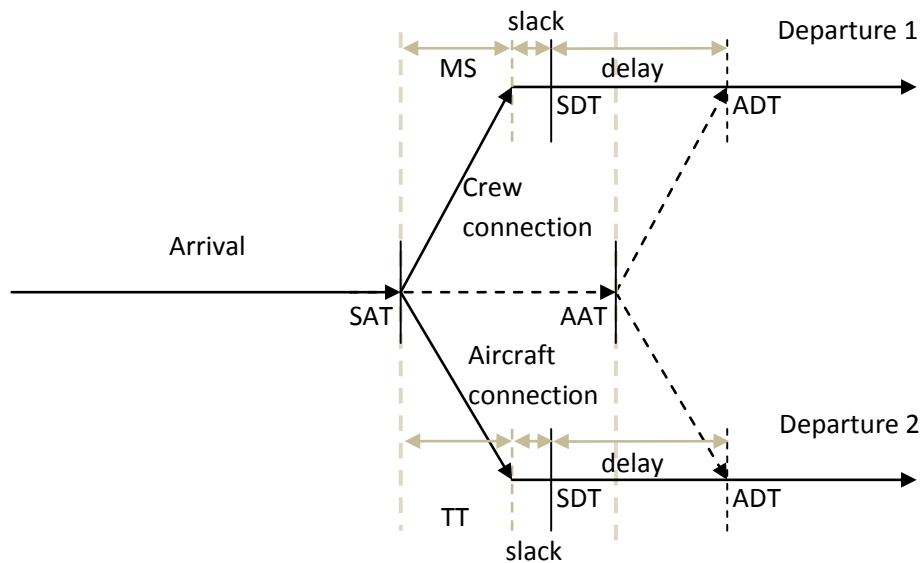 slack
Departure 1
MS
delay
SDT
ADT
Crew
connection
Arrival
SAT
AAT
Aircraft
connection
Departure 2
delay
SDT
ADT
TT
slack